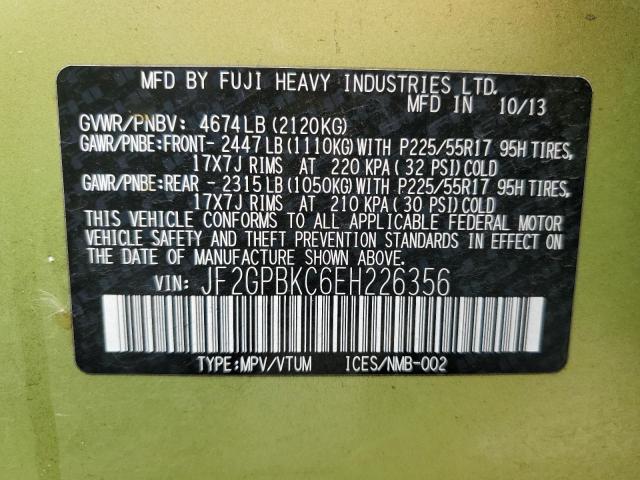 MFD BY FUJI HEAVY INDUSTRIES LTD.
MFD IN 10/13
GVWR/PNBV: 4674LB(2120KG)
GAWR/PNBE:FRONT- 2447LB(1110KG)WITH P225/55R17 95H TIRES,
17X7J RIMS AT 220 KPA( 32 PSI)COLD
GAWR/PNBE:REAR - 2315LB(1050KG)WITH P225/55R17 95H TIRES,
17X7J RIMS AT 210 KPA( 30 PSI)COLD
THIS VEHICLE CONFORMS TO ALL APPLICABLE FEDERAL MOTOR
VEHICLE SAFETY AND THEFT PREVENTION STANDARDS IN EFFECT ON
THE DATE OF MANUFACTURE SHOWN ABOVE.
VIN: JF2GPBKC6EH226356
TYPE:MPV/VTUM ICES/NMB-002